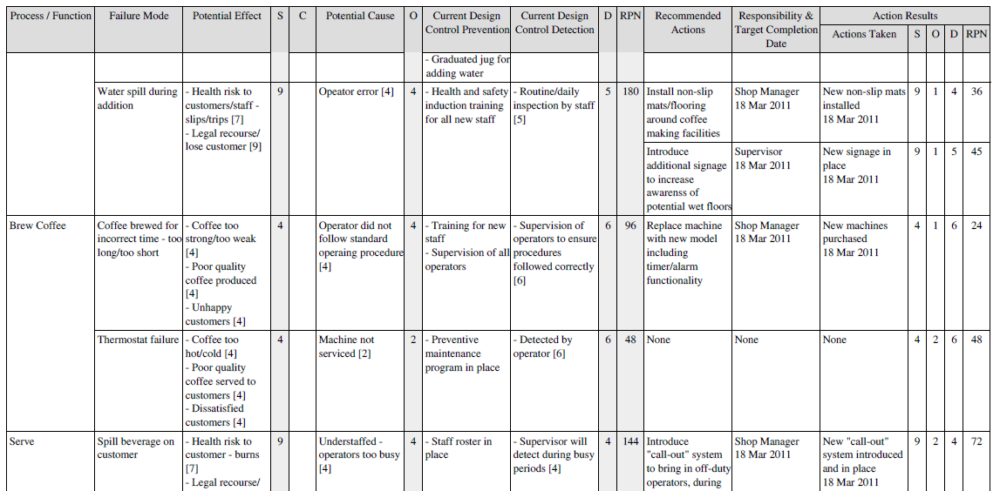 Process / Function Failure Mode Potential Effect S C Potential Cause O Current Design Control Prevention Current Design Control Detection D RPN Recommended Actions Responsibility & Target Completion Date Action Results
Actions Taken S O D RPN
- Graduated jug for
adding water
Water spill during
addition
- Health risk to
customers/staff -
slips/trips [7]
- Legal recourse/
lose customer [9]
9
Opeator error [4]
4
- Health and safety
induction training
for all new staff
- Routine/daily
inspection by staff
[5]
5
180
Install non-slip
mats/flooring
around coffee
making facilities
Shop Manager
18 Mar 2011
New non-slip mats
installed
18 Mar 2011
9
1
4
36
Introduce
additional signage
to increase
awarenss of
potential wet floors
Supervisor
18 Mar 2011
New signage in
place
18 Mar 2011
9
1
5
45
Brew Coffee
Coffee brewed for
incorrect time - too
long/too short
- Coffee too
strong/too weak
[4]
- Poor quality
coffee produced
[4]
- Unhappy
customers [4]
4
Operator did not
follow standard
operaing procedure
[4]
4
- Training for new
staff
- Supervision of all
operators
- Supervision of
operators to ensure
procedures
followed correctly
[6]
6
96
Replace machine
with new model
including
timer/alarm
functionality
Shop Manager
18 Mar 2011
New machines
purchased
18 Mar 2011
4
1
6
24
Thermostat failure
- Coffee too
hot/cold [4]
- Poor quality
coffee served to
customers [4]
- Dissatisfied
customers [4]
4
Machine not
serviced [2]
2
- Preventive
maintenance
program in place
- Detected by
operator [6]
6
48
None
None
None
4
2
6
48
Serve
Spill beverage on
customer
- Health risk to
customer - burns
[7]
- Legal recourse/
9
Understaffed -
operators too busy
[4]
4
- Staff roster in
place
- Supervisor will
detect during busy
periods [4]
4
144
Introduce
"call-out" system
to bring in off-duty
operators, during
Shop Manager
18 Mar 2011
New "call-out"
system introduced
and in place
18 Mar 2011
9
2
4
72